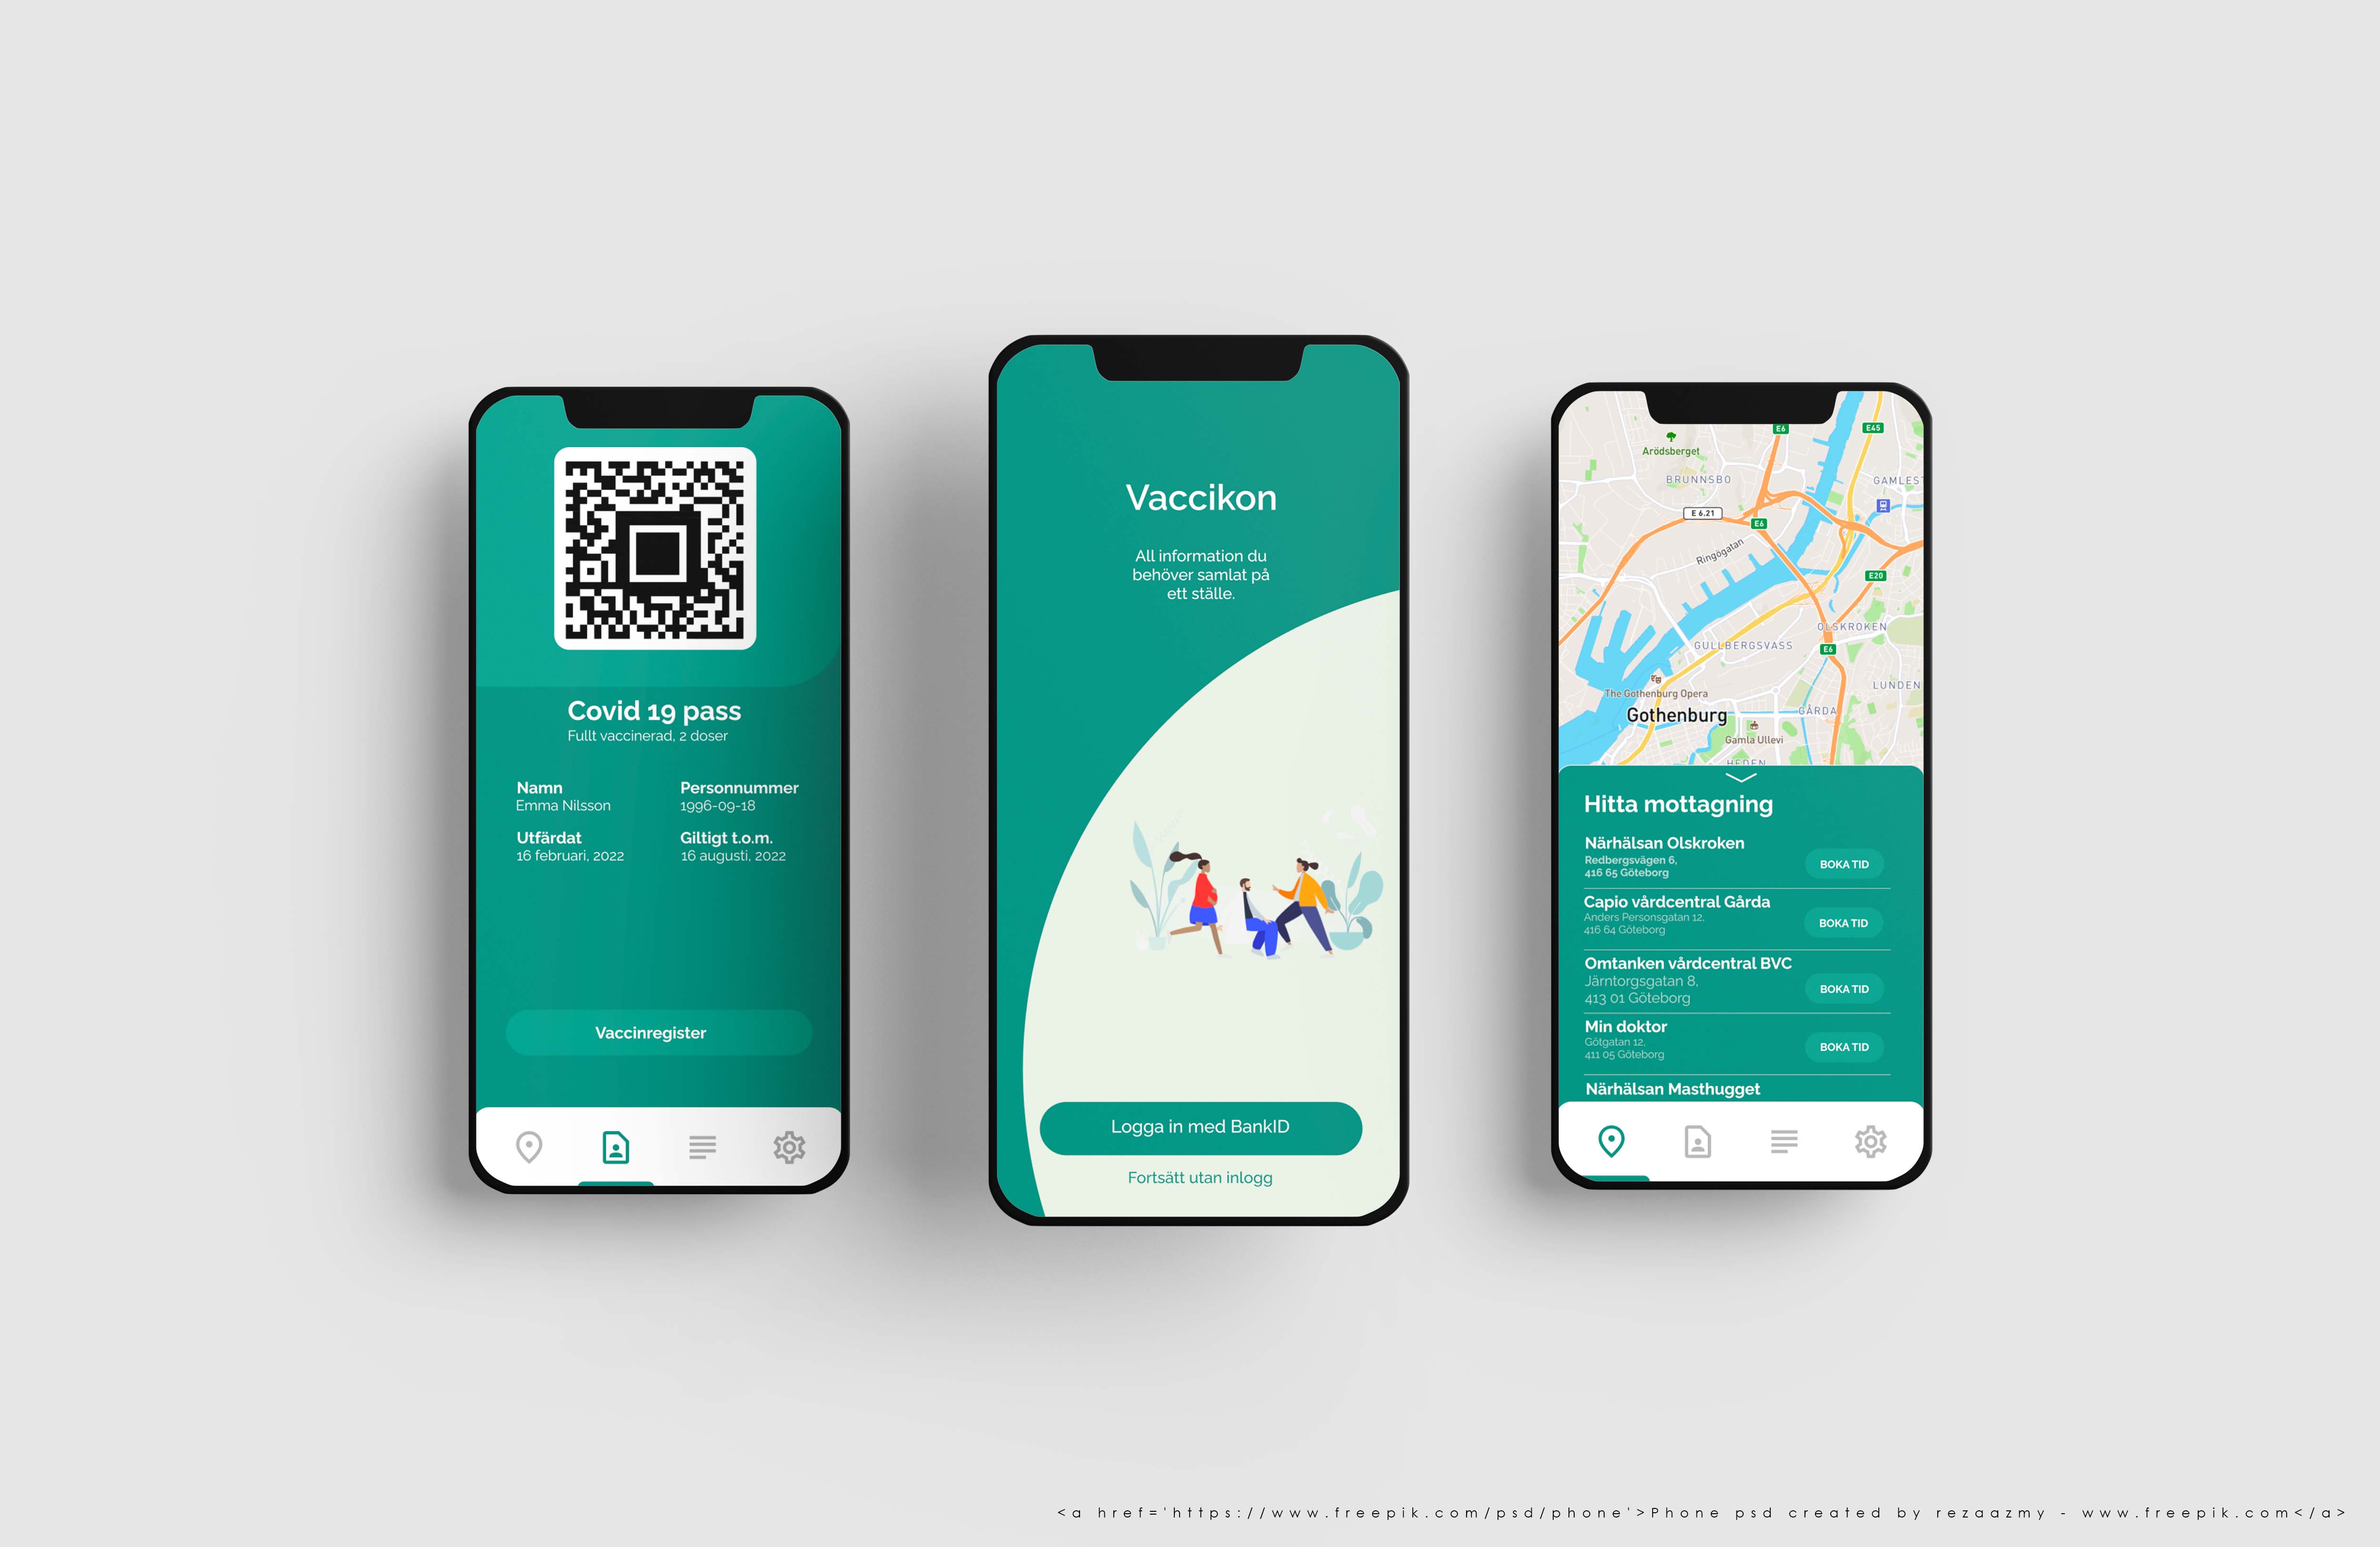 Covid 19 pass
Fullt vaccinerad, 2 doser
Namn
Emma Nilsson
Personnummer
1996-09-18
Utfärdat
16 februari, 2022
Giltigt t.o.m.
16 augusti, 2022
Vaccinregister
Vaccikon
All information du
behöver samlat på
ett ställe.
Logga in med BankID
Fortsätt utan inlogg
E6
E45
Arödsberget
BRUNNSBO
GAMLEST
E 6.21
E6
Ringögatan
E20
OLSKROKEN
GULLBERGSVASS
E6
LUNDEN
The Gothenburg Opera
Gothenburg
GÅRDA
Gamla Ullevi
HEDEN
Hitta mottagning
Närhälsan Olskroken
Redbergsvägen 6,
416 65 Göteborg
BOKA TID
Capio vårdcentral Gårda
Anders Personsgatan 12,
416 64 Göteborg
BOKA TID
Omtanken vårdcentral BVC
Järntorgsgatan 8,
413 01 Göteborg
BOKA TID
Min doktor
Götgatan 12,
411 05 Göteborg
BOKA TID
Närhälsan Masthugget
<a href='https://www.freepik.com/psd/phone'>Phone psd created by rezaazmy - www.freepik.com</a>